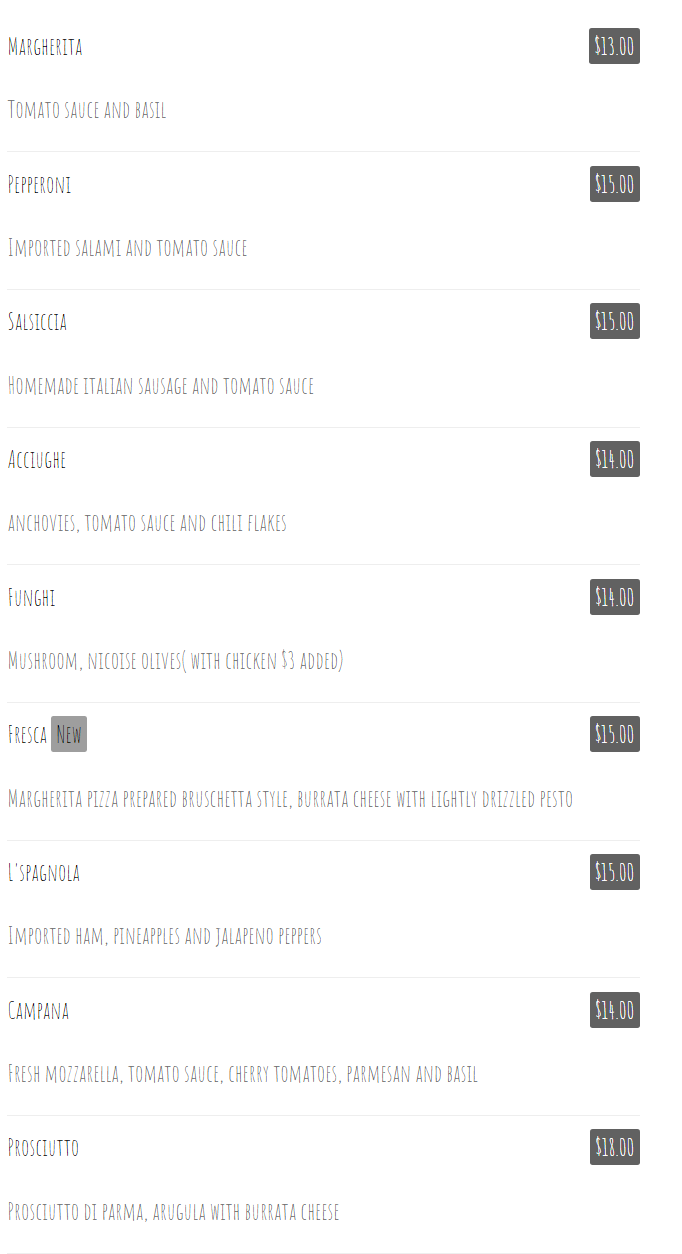 Margherita $13.00
Tomato sauce and basil
Pepperoni $15.00
Imported salami and tomato sauce
Salsiccia $15.00
Homemade italian sausage and tomato sauce
Acciughe $14.00
anchovies, tomato sauce and chili flakes
Funghi $14.00
Mushroom, nicoise olives( with chicken $3 added)
Fresca New $15.00
Margherita pizza prepared bruschetta style, burrata cheese with lightly drizzled pesto
L'spagnola $15.00
Imported ham, pineapples and jalapeno peppers
Campana $14.00
Fresh mozzarella, tomato sauce, cherry tomatoes, parmesan and basil
Prosciutto $18.00
Prosciutto di parma, arugula with burrata cheese